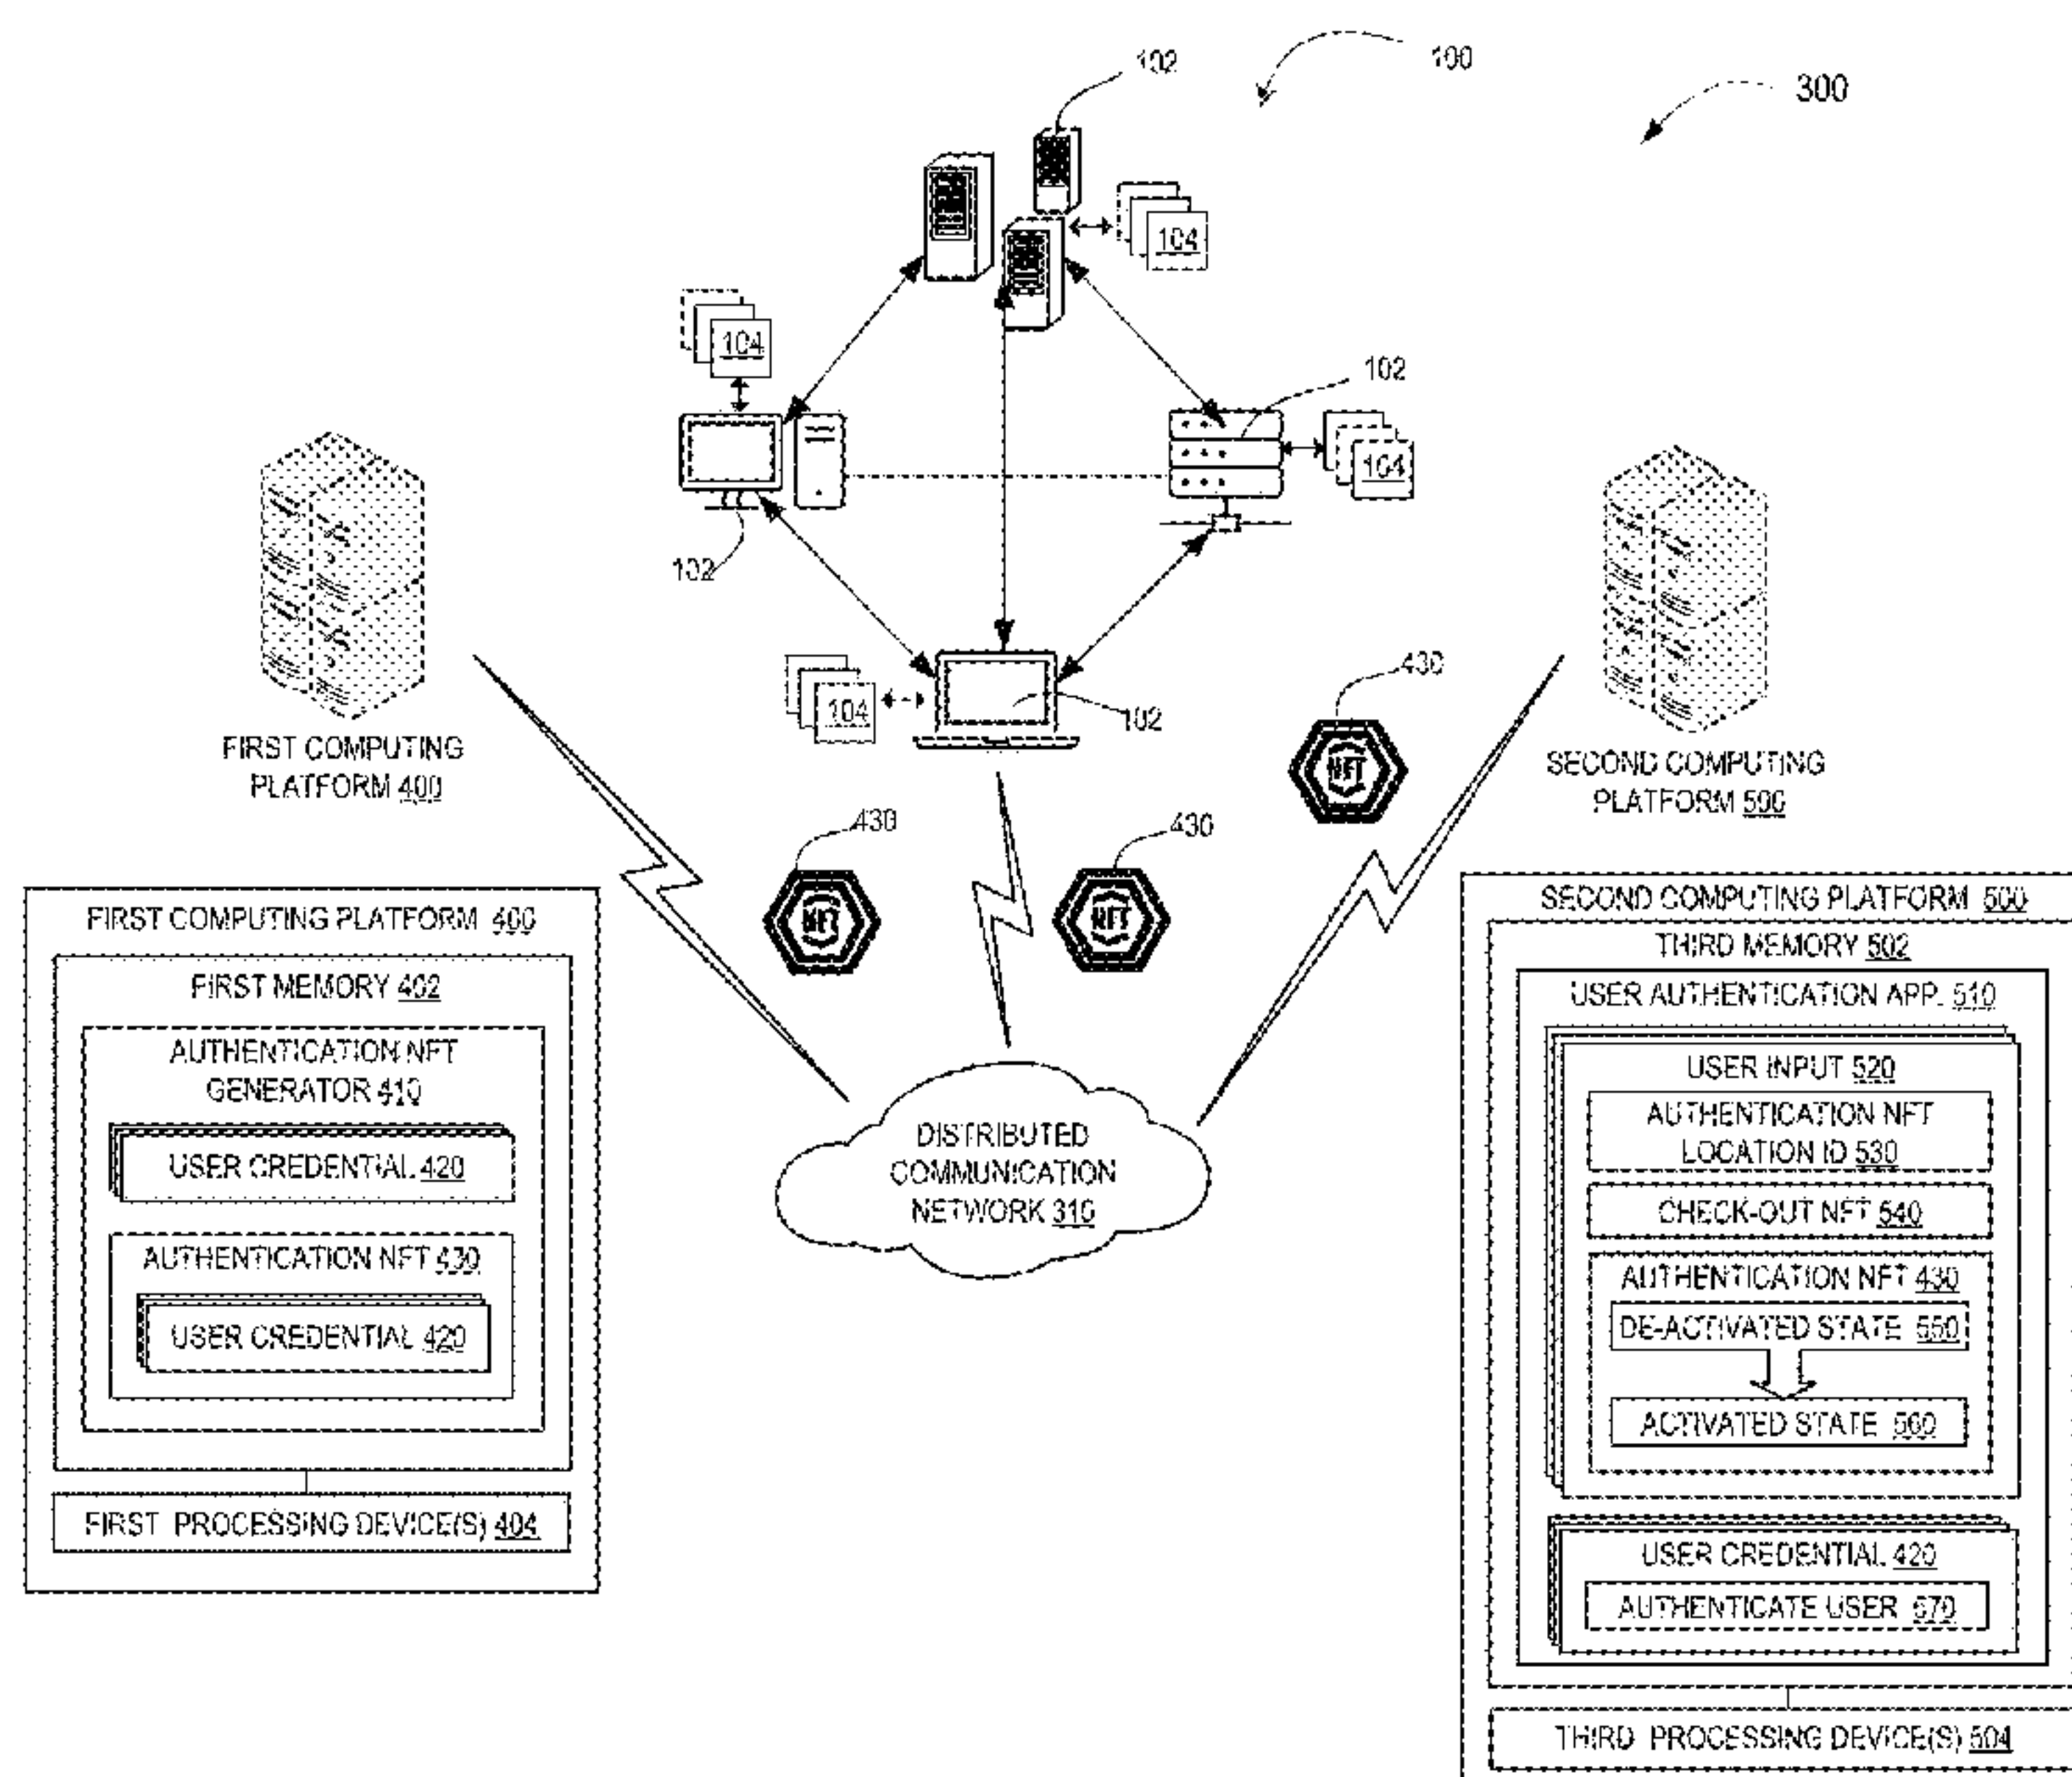 102
100
300
104
104
102
104
102
104
102
430
FIRST COMPUTING
PLATFORM 400
SECOND COMPUTING
PLATFORM 500
430
430
NFT
NFT
NFT
FIRST COMPUTING PLATFORM 400
FIRST MEMORY 402
AUTHENTICATION NFT
GENERATOR 410
USER CREDENTIAL 420
AUTHENTICATION NFT 430
USER CREDENTIAL 420
FIRST PROCESSING DEVICE(S) 404
DISTRIBUTED
COMMUNICATION
NETWORK 310
SECOND COMPUTING PLATFORM 500
THIRD MEMORY 502
USER AUTHENTICATION APP. 510
USER INPUT 520
AUTHENTICATION NFT
LOCATION ID 530
CHECK-OUT NFT 540
AUTHENTICATION NFT 430
DE-ACTIVATED STATE 550
ACTIVATED STATE 560
USER CREDENTIAL 420
AUTHENTICATE USER 570
THIRD PROCESSING DEVICE(S) 504